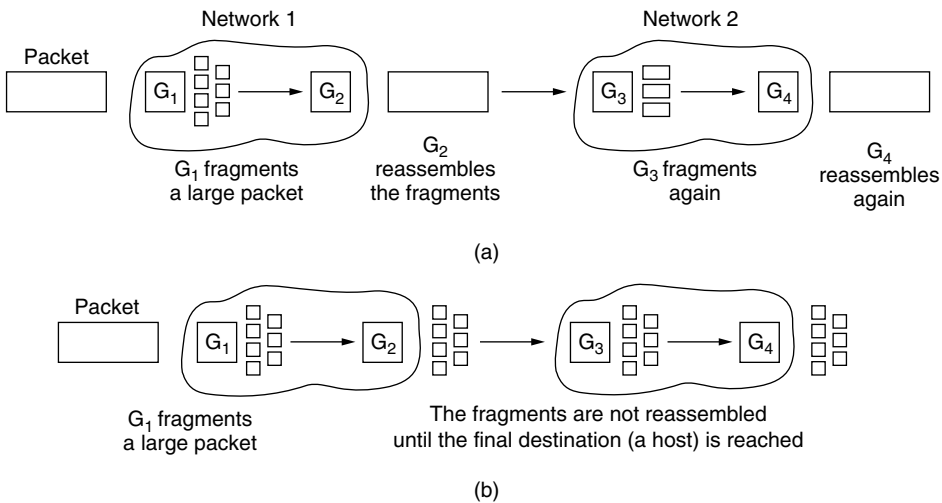 Network 1
Network 2
Packet
G1
G2
G3
G4
G1 fragments
a large packet
G2
reassembles
the fragments
G3 fragments
again
G4
reassembles
again
(a)
Packet
G1
G2
G3
G4
G1 fragments
a large packet
The fragments are not reassembled
until the final destination (a host) is reached
(b)